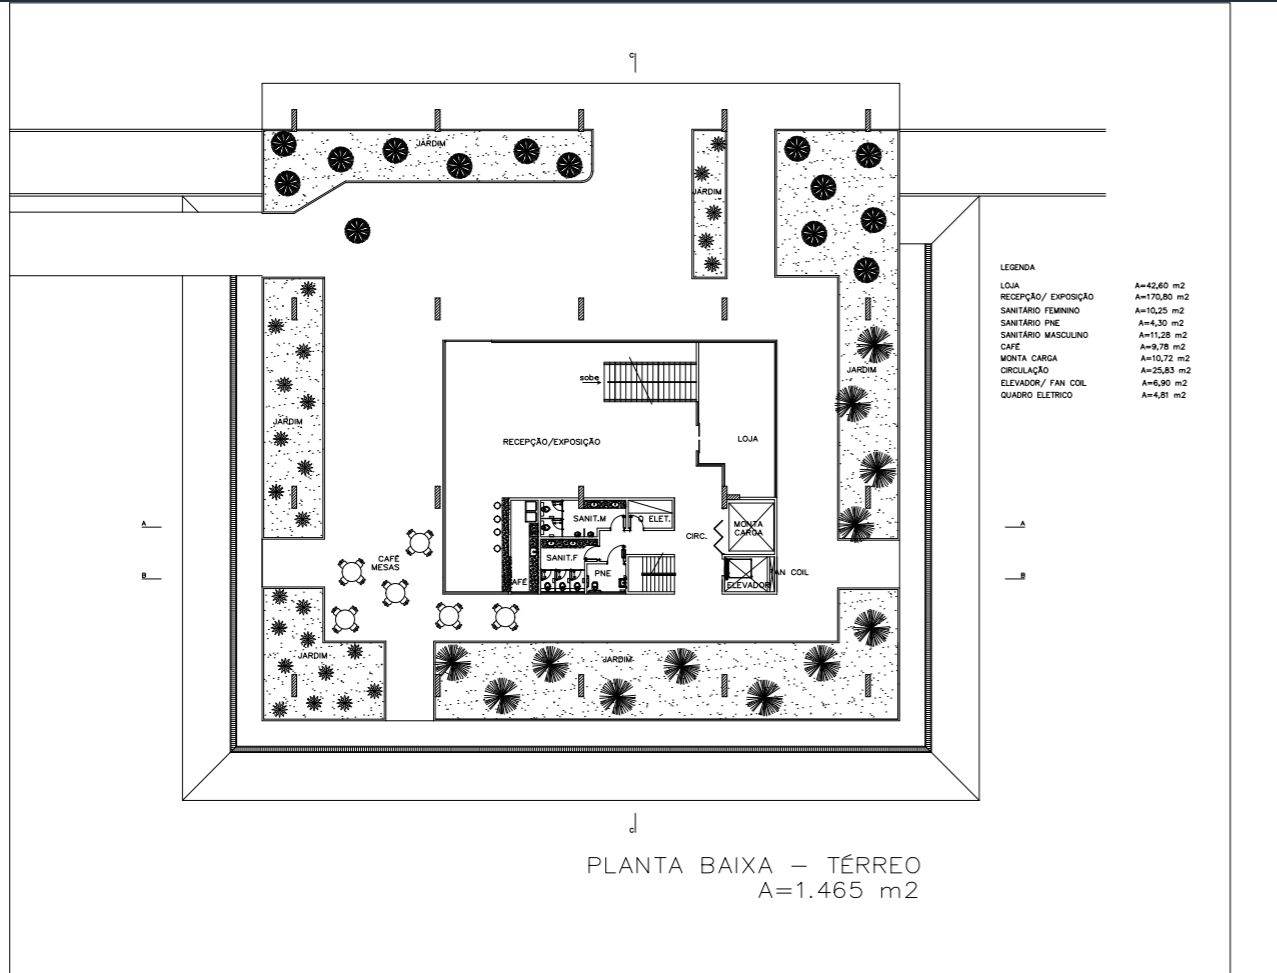 C
JARDIM
JARDIM
LEGENDA
LOJA A=42,60 m2
RECEPÇÃO/ EXPOSIÇÃO A=170,80 m2
SANITÁRIO FEMININO A=10,25 m2
SANITÁRIO PNE A=4,30 m2
SANITÁRIO MASCULINO A=11,28 m2
CAFÉ A=9,78 m2
MONTA CARGA A=10,72 m2
CIRCULAÇÃO A=25,83 m2
ELEVADOR/ FAN COIL A=6,90 m2
QUADRO ELETRICO A=4,81 m2
sobe
JARDIM
JARDIM
RECEPÇÃO/EXPOSIÇÃO
LOJA
SANIT.M
Q ELET.
MONTA
CARGA
CIRC.
A
A
CAFÉ
MESAS
SANIT.F
PNE
FAN COIL
B
B
CAFÉ
ELEVADOR
JARDIM
JARDIM
C
PLANTA BAIXA – TÉRREO
A=1.465 m2